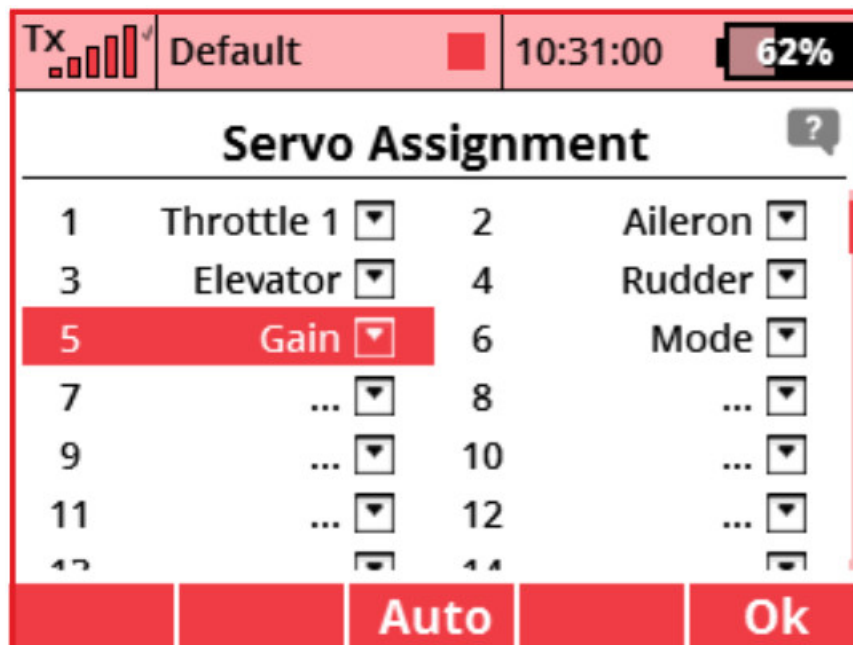 Tx Default 10:31:00 62%
Servo Assignment ?
1 Throttle 1 2 Aileron
3 Elevator 4 Rudder
5 Gain 6 Mode
7 ... 8 ...
9 ... 10 ...
11 ... 12 ...
Auto Ok